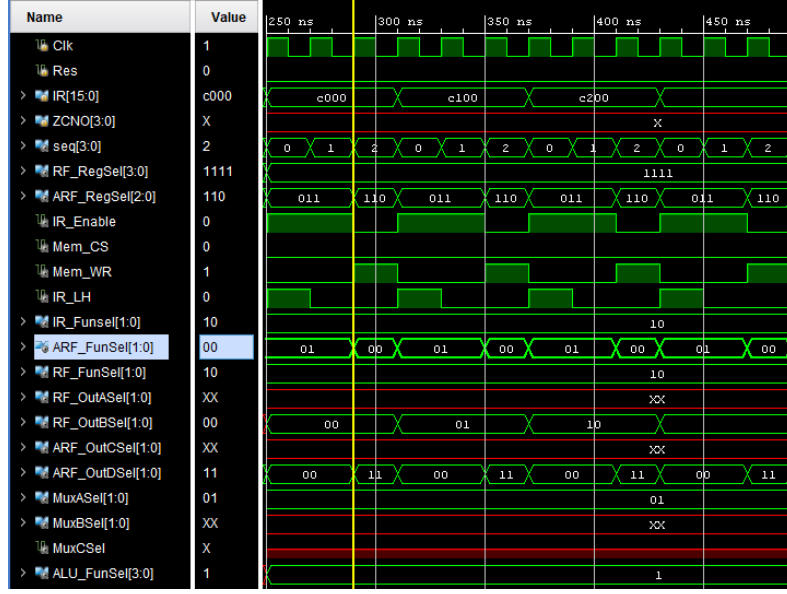 Name Value 250 ns 300 ns 350 ns 400 ns 450 ns
Clk 1
Res 0
> IR[15:0] c000 c000 c100 c200
> ZCNO[3:0] X X
> seq[3:0] 2 0 1 2 0 1 2 0 1 2 0 1 2
> RF_RegSel[3:0] 1111 1111
> ARF_RegSel[2:0] 110 011 110 011 110 011 110 011 110
IR_Enable 0
Mem_CS 0
Mem_WR 1
IR_LH 0
> IR_Funsel[1:0] 10 10
> ARF_FunSel[1:0] 00 01 00 01 00 01 00 01 00
> RF_FunSel[1:0] 10 10
> RF_OutASel[1:0] XX XX
> RF_OutBSel[1:0] 00 00 01 10
> ARF_OutCSel[1:0] XX XX
> ARF_OutDSel[1:0] 11 00 11 00 11 00 11 00 11
> MuxASel[1:0] 01 01
> MuxBSel[1:0] XX XX
MuxCSel X
> ALU_FunSel[3:0] 1 1